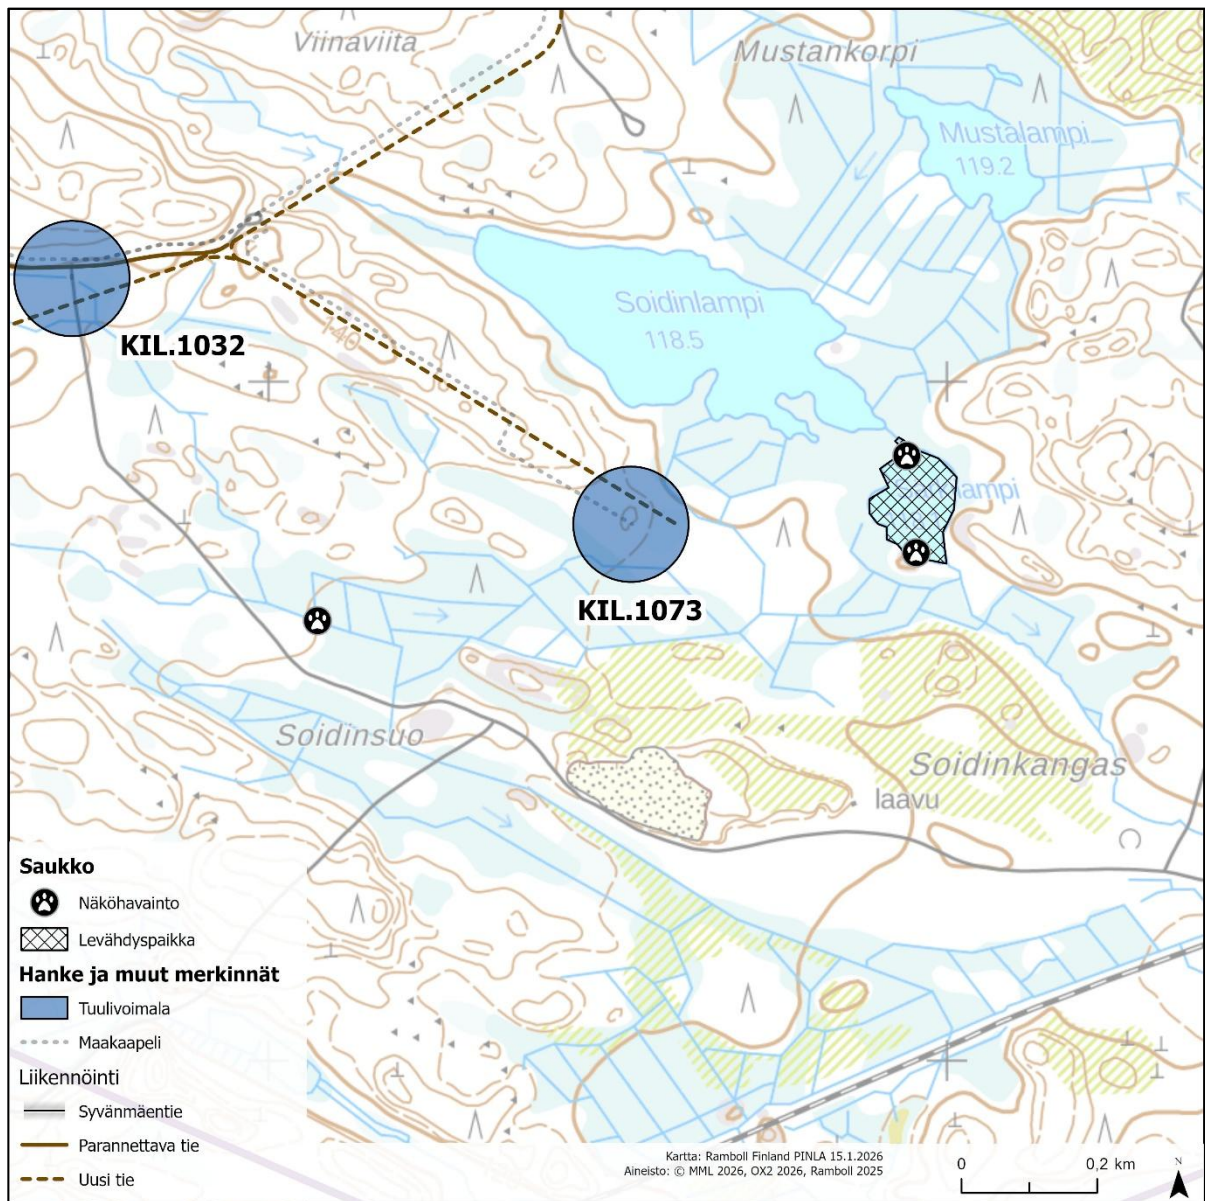 Viinaviita
Mustankorpi
Mustalampi
119.2
Soidinlampi
118.5
140
KIL.1032
lampi
KIL.1073
Soidinsuo
Soidinkangas
laavu
Saukko
Näköhavainto
Levähdyspaikka
Hanke ja muut merkinnät
Tuulivoimala
Maakaapeli
Liikennöinti
Syvänmäentie
Parannettava tie
Uusi tie
Kartta: Ramboll Finland PINLA 15.1.2026
Aineisto: © MML 2026, OX2 2026, Ramboll 2025
0 0,2 km
N